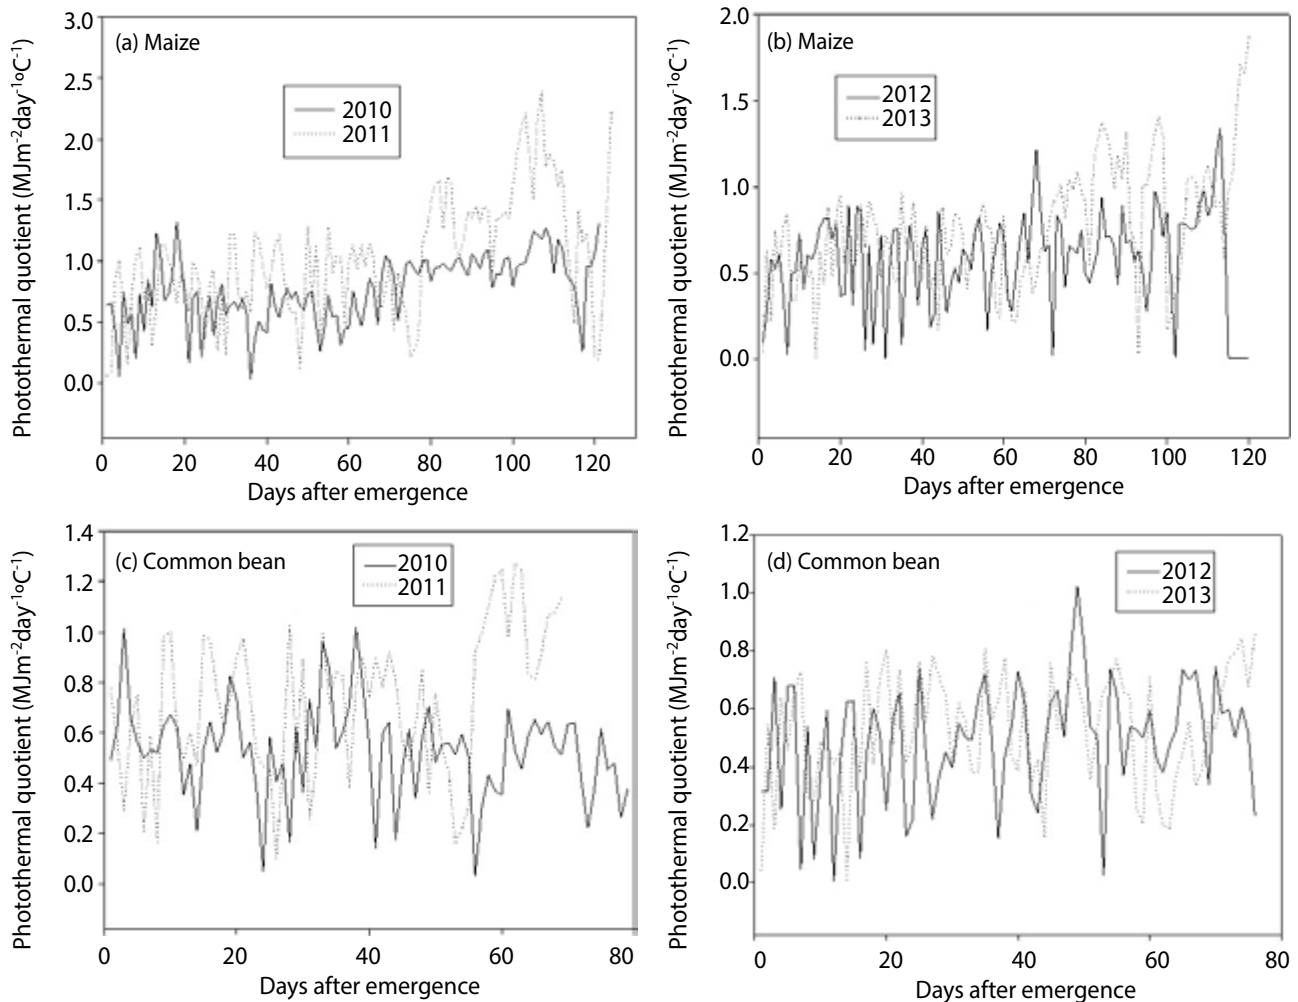 (a) Maize
2010
2011
3.0
2.5
2.0
1.5
1.0
0.5
0.0
Photothermal quotient (MJm⁻²day⁻¹ºC⁻¹)
0 20 40 60 80 100 120
Days after emergence
(b) Maize
2012
2013
2.0
1.5
1.0
0.5
0.0
Photothermal quotient (MJm⁻²day⁻¹ºC⁻¹)
0 20 40 60 80 100 120
Days after emergence
(c) Common bean
2010
2011
1.4
1.2
1.0
0.8
0.6
0.4
0.2
0.0
Photothermal quotient (MJm⁻²day⁻¹ºC⁻¹)
0 20 40 60 80
Days after emergence
(d) Common bean
2012
2013
1.2
1.0
0.8
0.6
0.4
0.2
0.0
Photothermal quotient (MJm⁻²day⁻¹ºC⁻¹)
0 20 40 60 80
Days after emergence